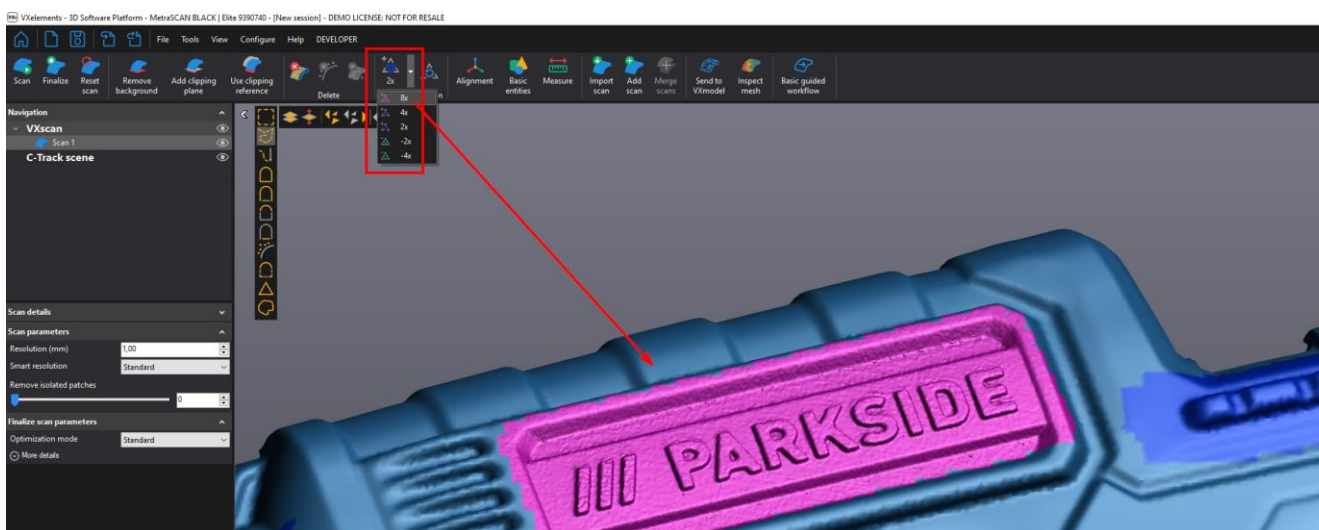 VXelements - 3D Software Platform - MetraSCAN BLACK | Elite 9390740 - [New session] - DEMO LICENSE: NOT FOR RESALE
File Tools View Configure Help DEVELOPER
Scan Finalize Reset scan Remove background Add clipping plane Use clipping reference Delete 2x Alignment Basic entities Measure Import scan Add scan Merge scans Send to VXmodel Inspect mesh Basic guided workflow
8x
4x
2x
-2x
-4x
Navigation
VXscan
Scan 1
C-Track scene
Scan details
Scan parameters
Resolution (mm) 1,00
Smart resolution Standard
Remove isolated patches
0
Finalize scan parameters
Optimization mode Standard
More details
PARKSIDE